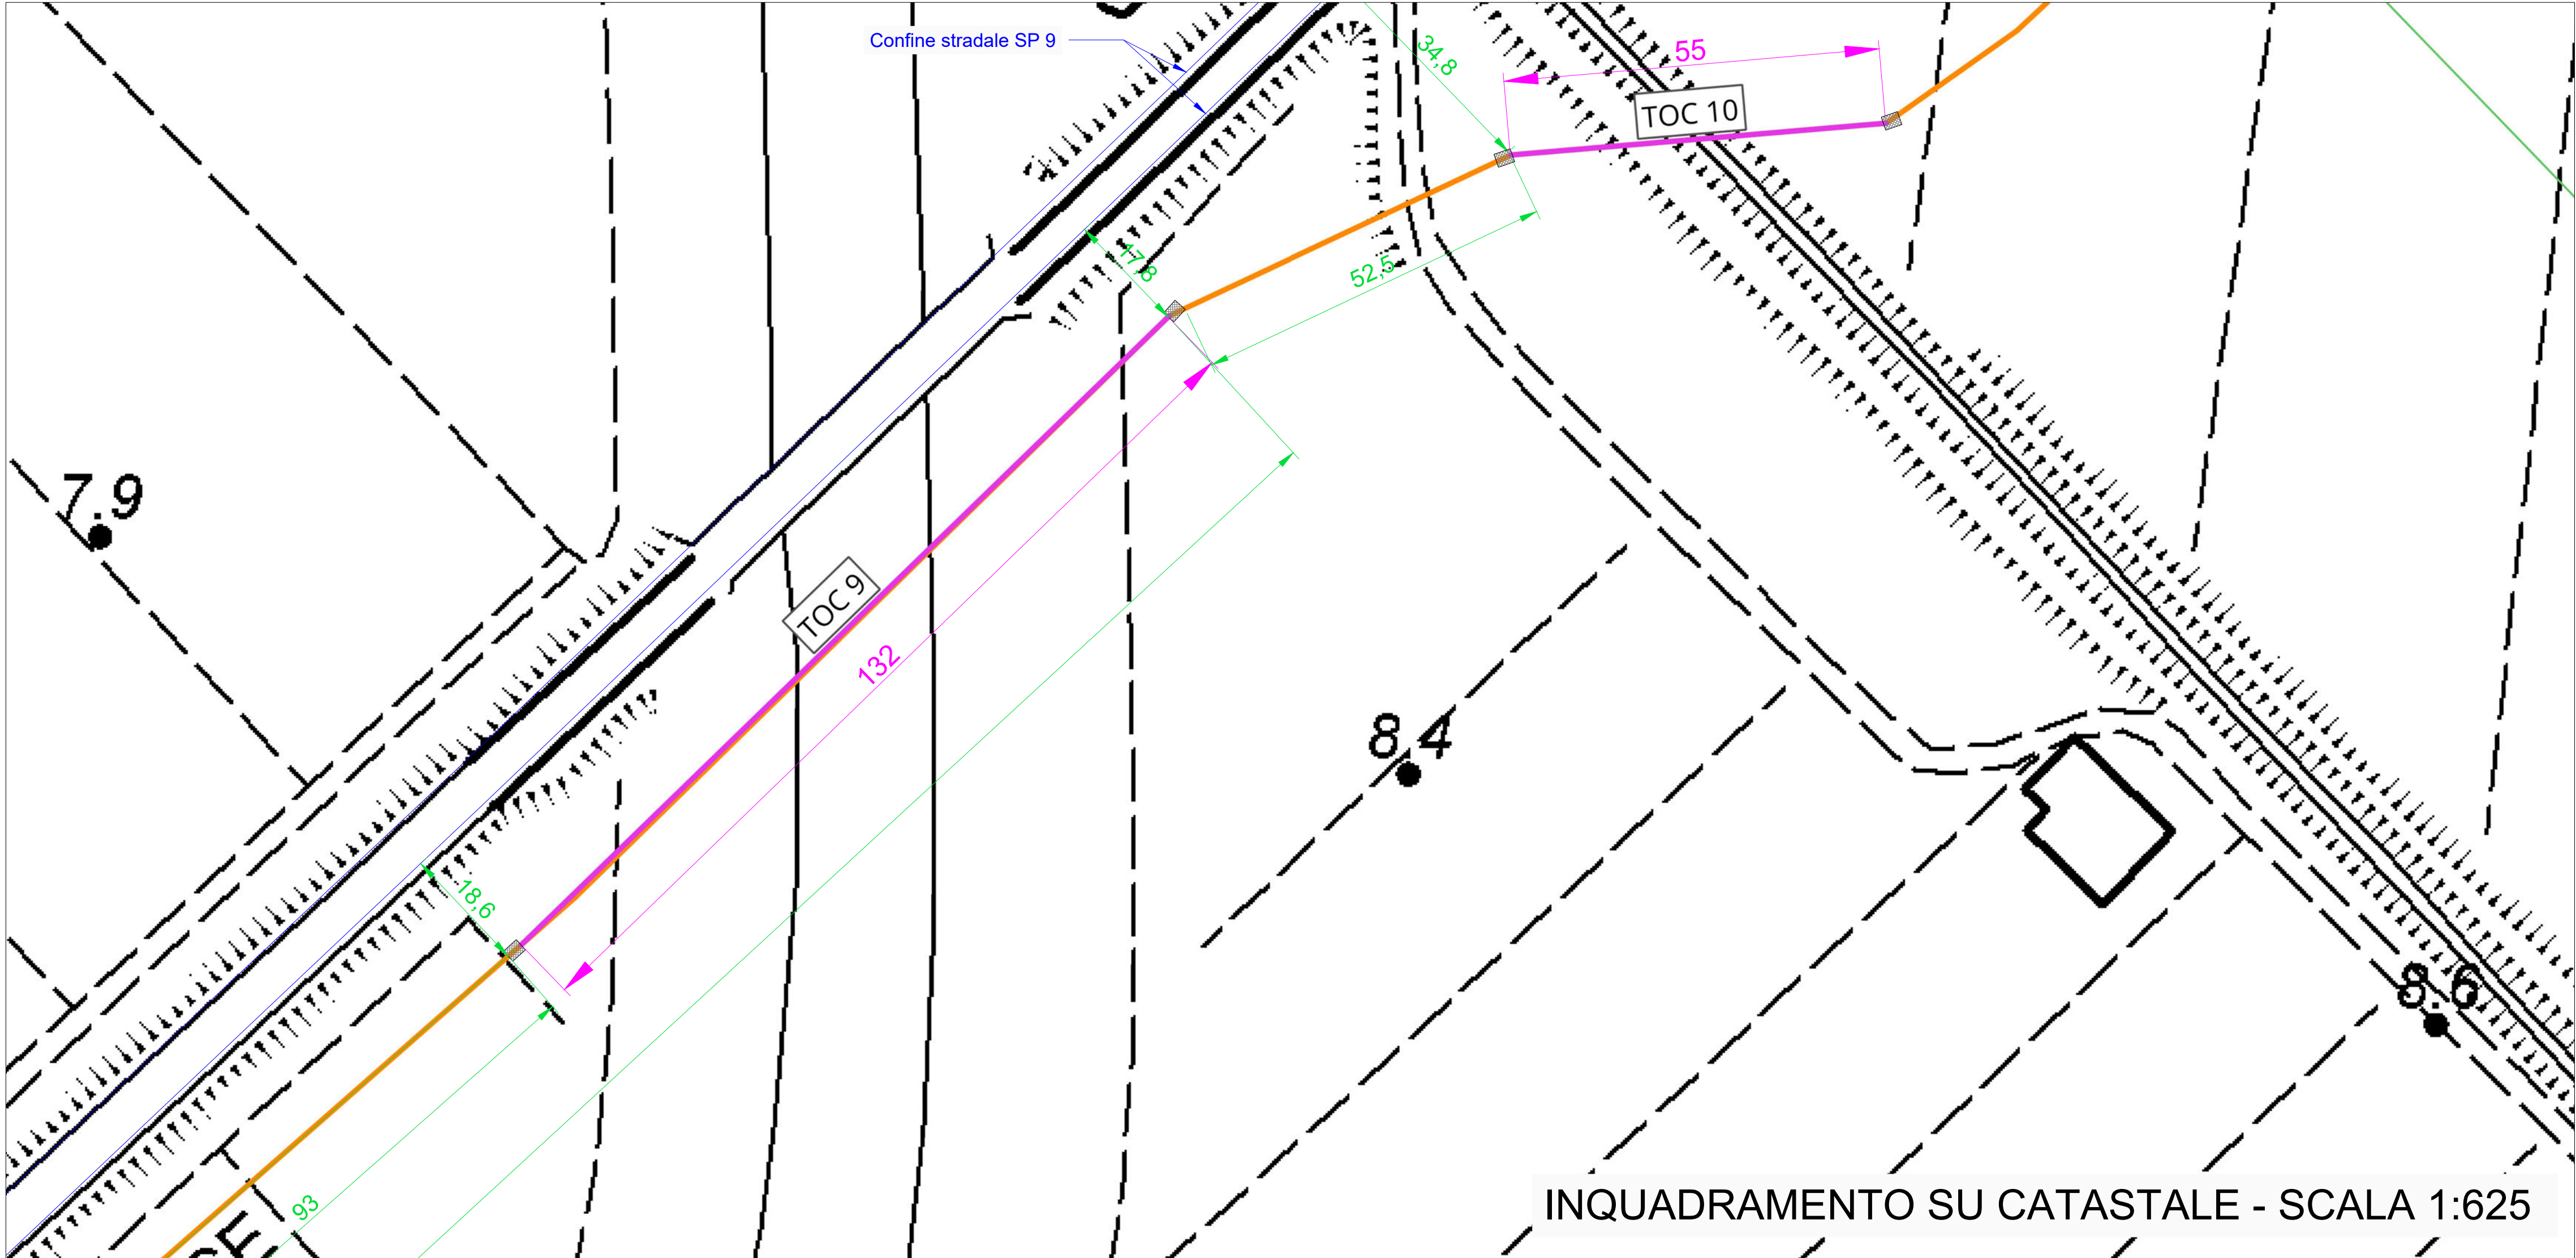 Confine stradale SP 9
34,8
55
TOC 10
17,8
52,5
7.9
TOC 9
132
8.4
18,6
8.6
93
INQUADRAMENTO SU CATASTALE - SCALA 1:625